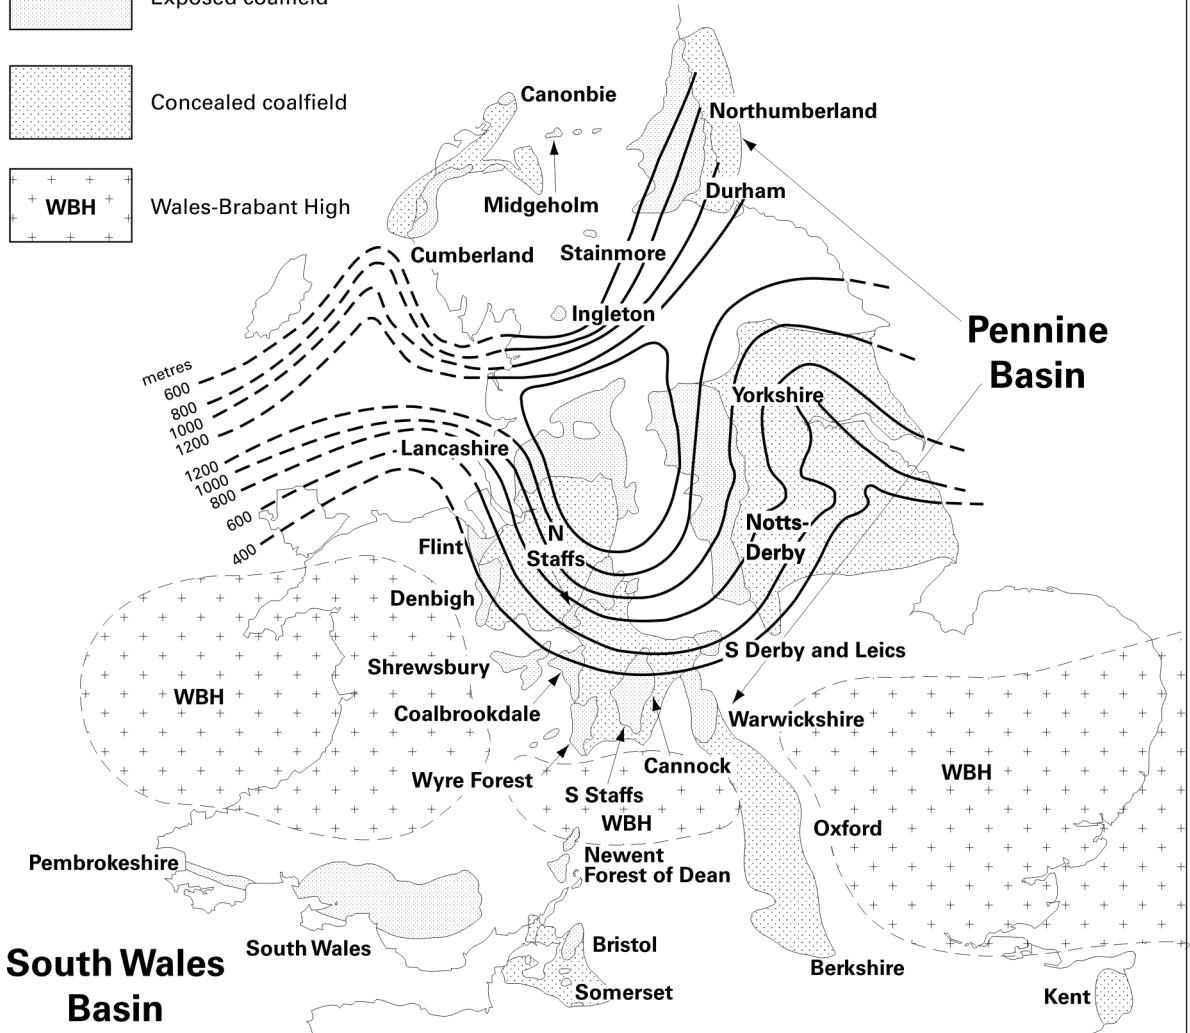 Exposed coalfield
Concealed coalfield
WBH
Wales-Brabant High
Canonbie
Northumberland
Midgeholm
Durham
Cumberland
Stainmore
Ingleton
Pennine
Basin
metres
600
800
1000
1200
1200
1000
800
600
400
Yorkshire
Lancashire
N
Staffs
Notts-
Derby
Flint
Denbigh
S Derby and Leics
Shrewsbury
WBH
Coalbrookdale
Warwickshire
Cannock
WBH
Wyre Forest
S Staffs
WBH
Oxford
Newent
Forest of Dean
Pembrokeshire
South Wales
Bristol
Berkshire
Somerset
Kent
South Wales
Basin